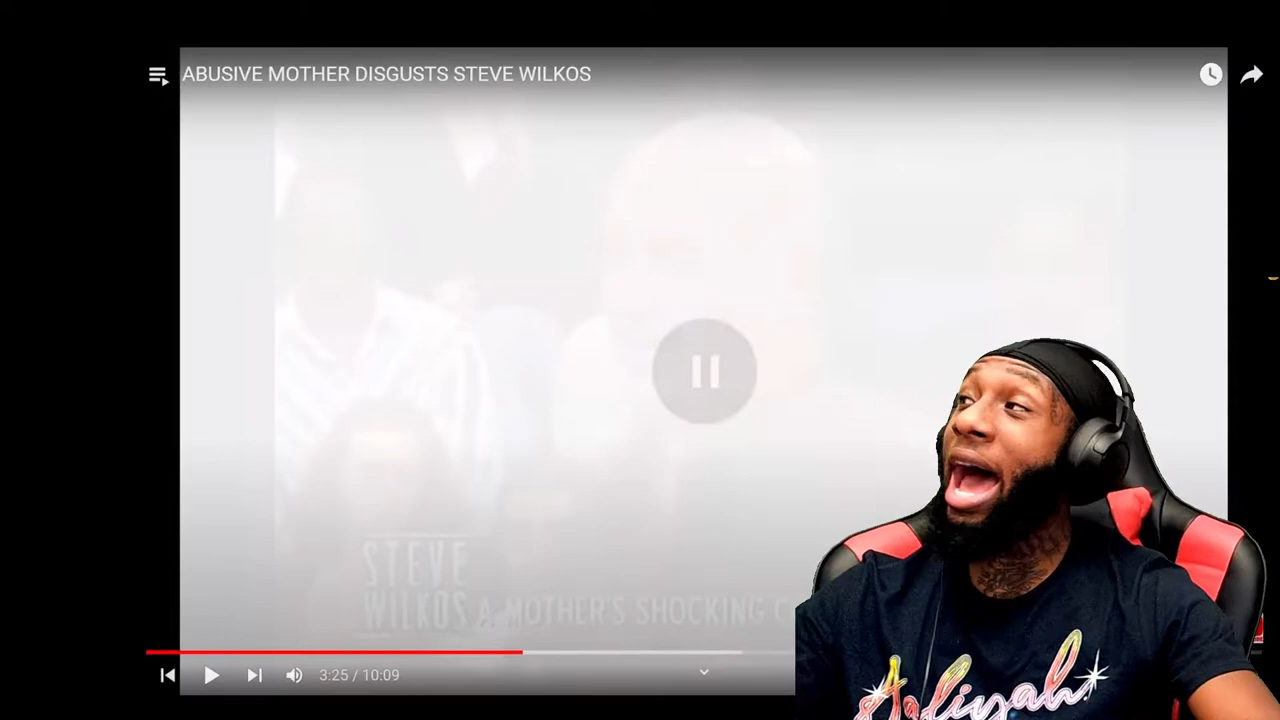 ABUSIVE MOTHER DISGUSTS STEVE WILKOS
STEVE
WILKOS A MOTHER'S SHOCKING C
3:25 / 10:09
Aaliyah